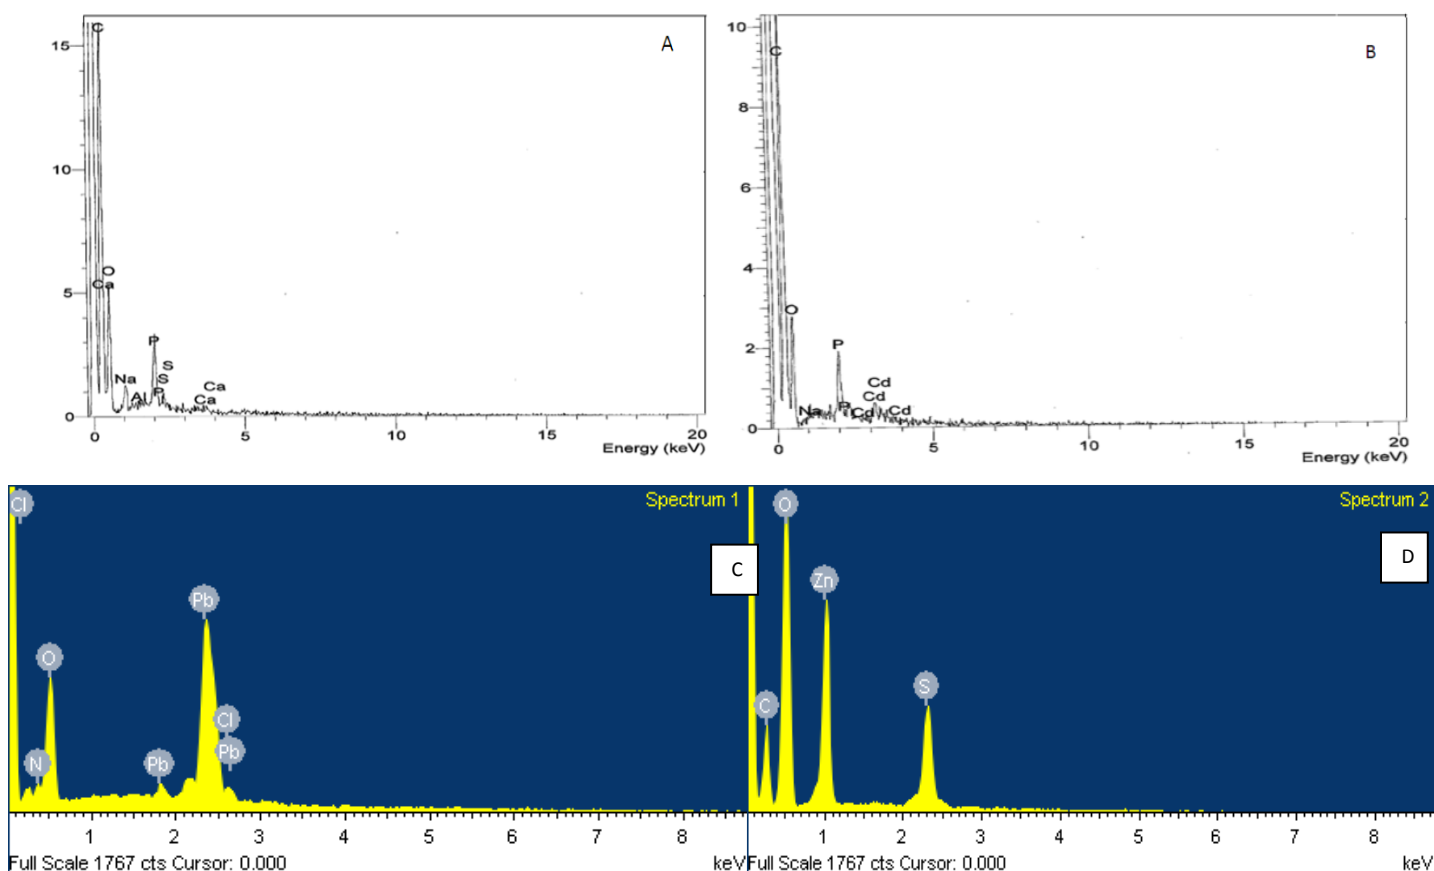 A
15
10
5
0
C
O
Ca
Na
A
P
S
S
P
Ca
Ca
0 5 10 15 20
Energy (keV)
B
10
8
6
4
2
0
C
O
P
Na
P
Cd
Cd
Cd
Cd
0 5 10 15 20
Energy (keV)
Spectrum 1
C
Cl
O
N
Pb
Pb
Cl
Pb
1 2 3 4 5 6 7 8
Full Scale 1767 cts Cursor: 0.000 keV
Spectrum 2
D
O
Zn
C
S
1 2 3 4 5 6 7 8
Full Scale 1767 cts Cursor: 0.000 keV